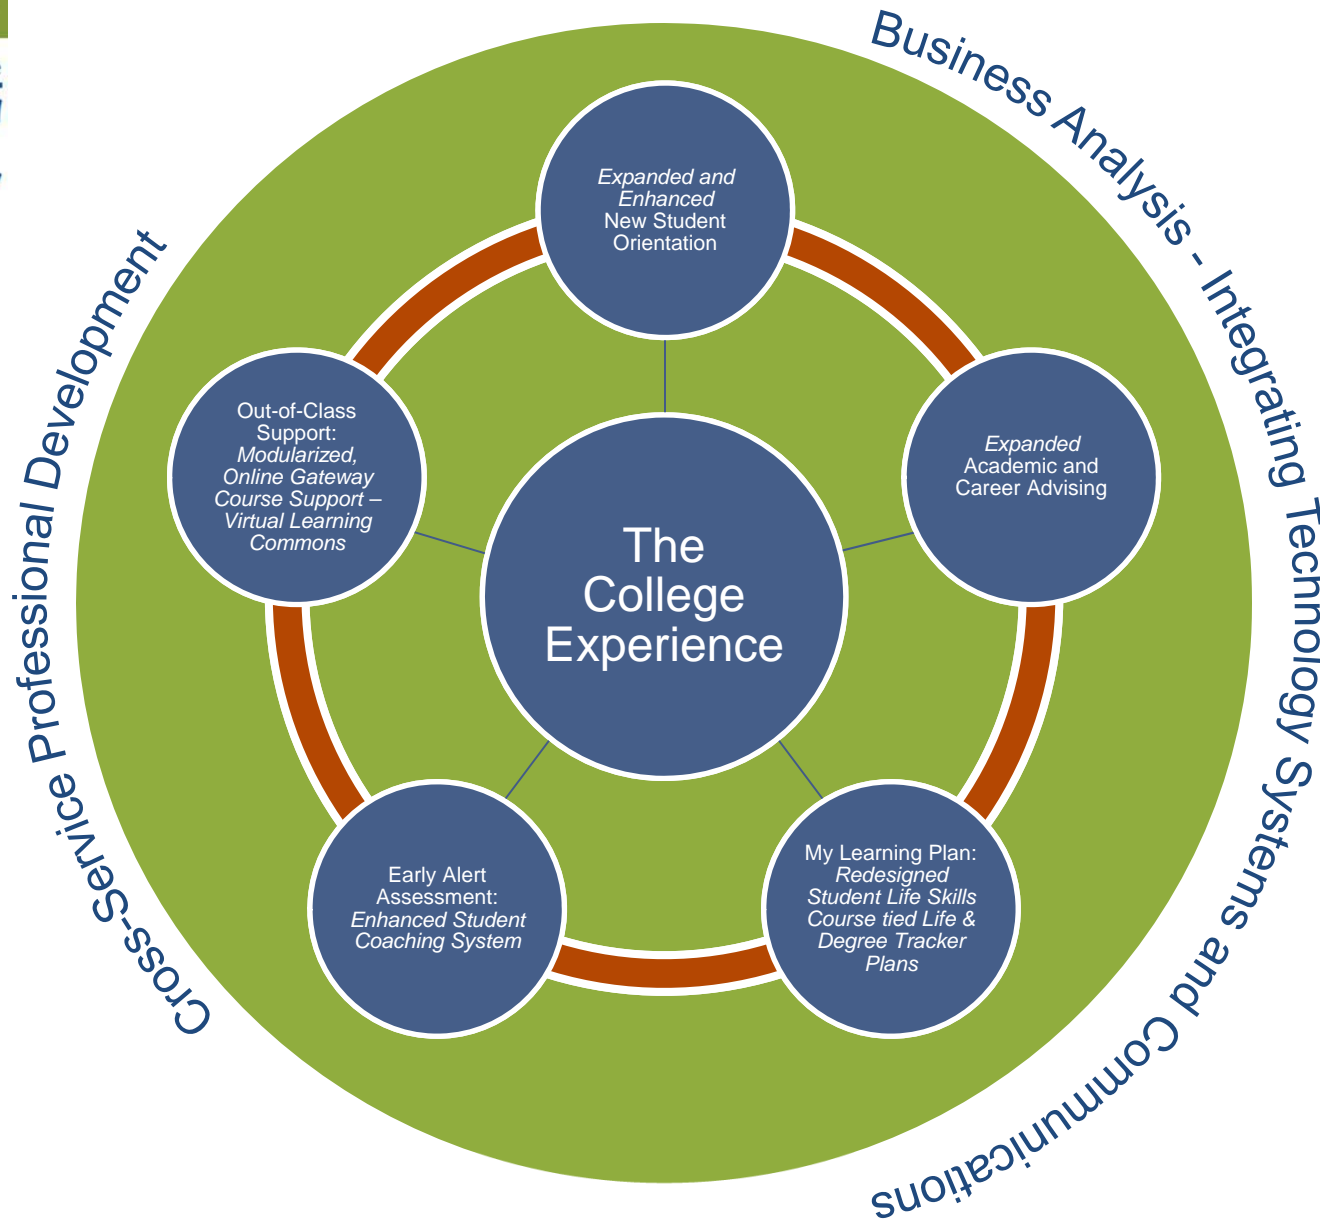 Business Analysis - Integrating Technology Systems and Communications
Cross-Service Professional Development
Expanded and
Enhanced
New Student
Orientation
Expanded
Academic and
Career Advising
My Learning Plan:
Redesigned
Student Life Skills
Course tied Life &
Degree Tracker
Plans
Early Alert
Assessment:
Enhanced Student
Coaching System
Out-of-Class
Support:
Modularized,
Online Gateway
Course Support –
Virtual Learning
Commons
The
College
Experience